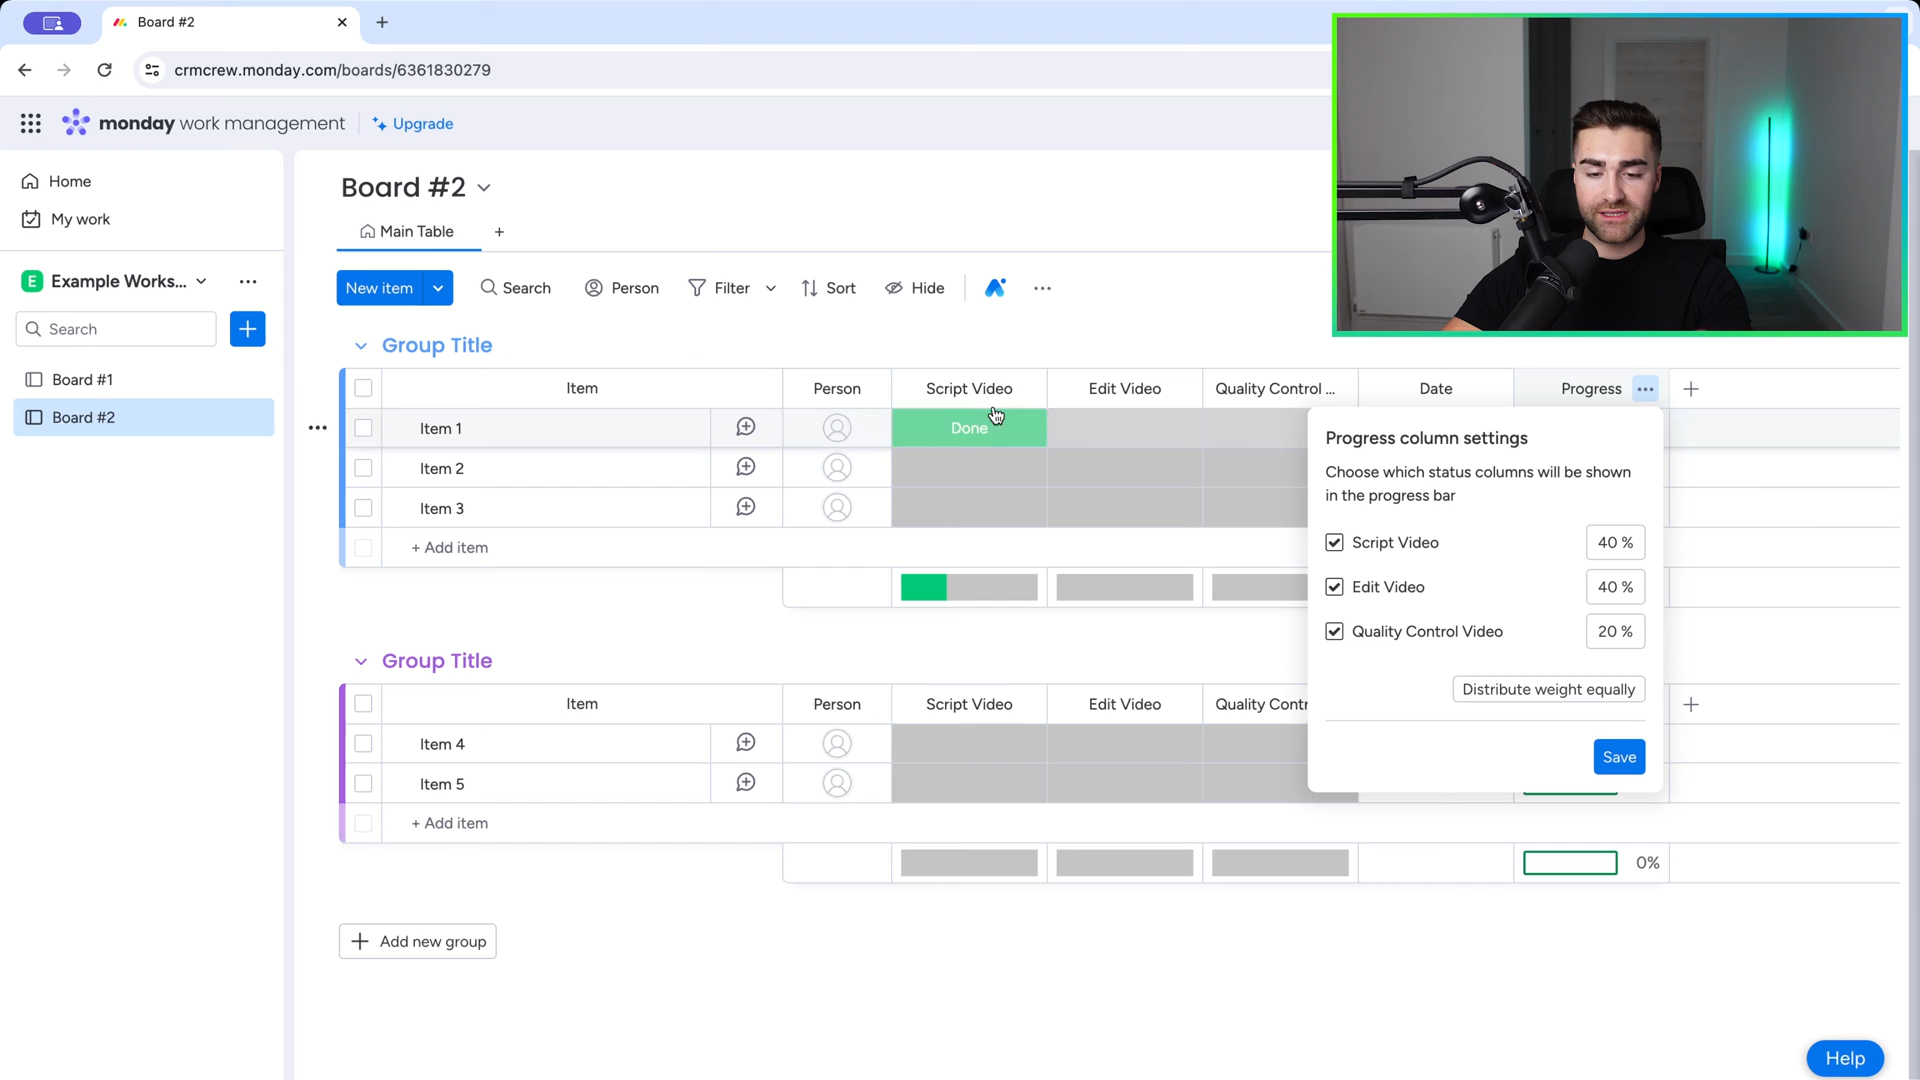 Board #2
crmcrew.monday.com/boards/6361830279
monday work management
Upgrade
Home
My work
E Example Works...
Search
Board #1
Board #2
Board #2
Main Table
New item
Search
Person
Filter
Sort
Hide
Group Title
Item Person Script Video Edit Video Quality Control ... Date Progress
Item 1 Done
Item 2
Item 3
+ Add item
Progress column settings
Choose which status columns will be shown
in the progress bar
Script Video 40 %
Edit Video 40 %
Quality Control Video 20 %
Distribute weight equally
Save
Group Title
Item Person Script Video Edit Video Quality Contr
Item 4
Item 5
+ Add item
0%
Add new group
Help